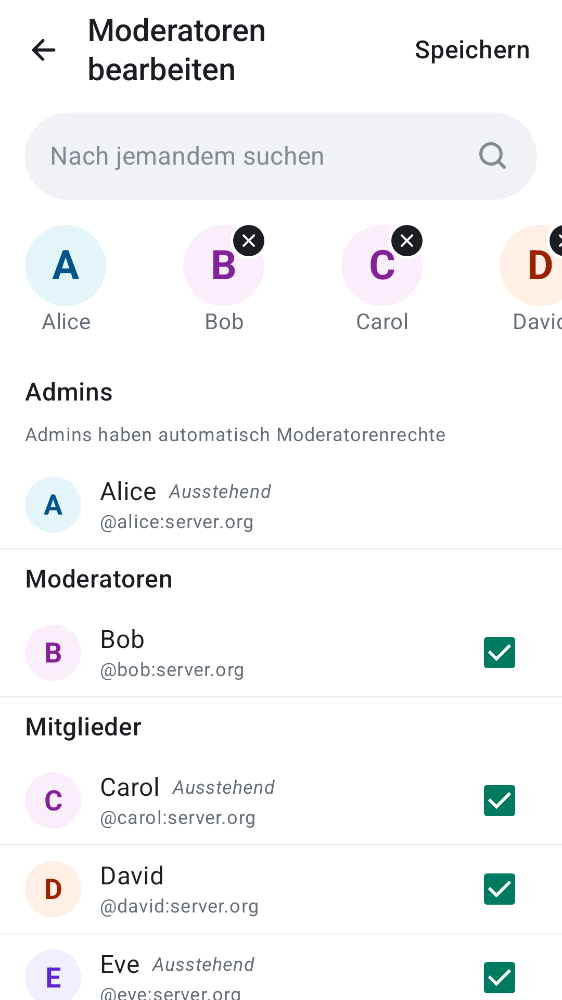 Moderatoren
bearbeiten
Speichern
Nach jemandem suchen
A
B
C
D
Alice
Bob
Carol
Admins
Admins haben automatisch Moderatorenrechte
A
Alice Ausstehend
@alice:server.org
Moderatoren
B
Bob
@bob:server.org
Mitglieder
C
Carol Ausstehend
@carol:server.org
D
David
@david:server.org
E
Eve Ausstehend
@eve:server.org